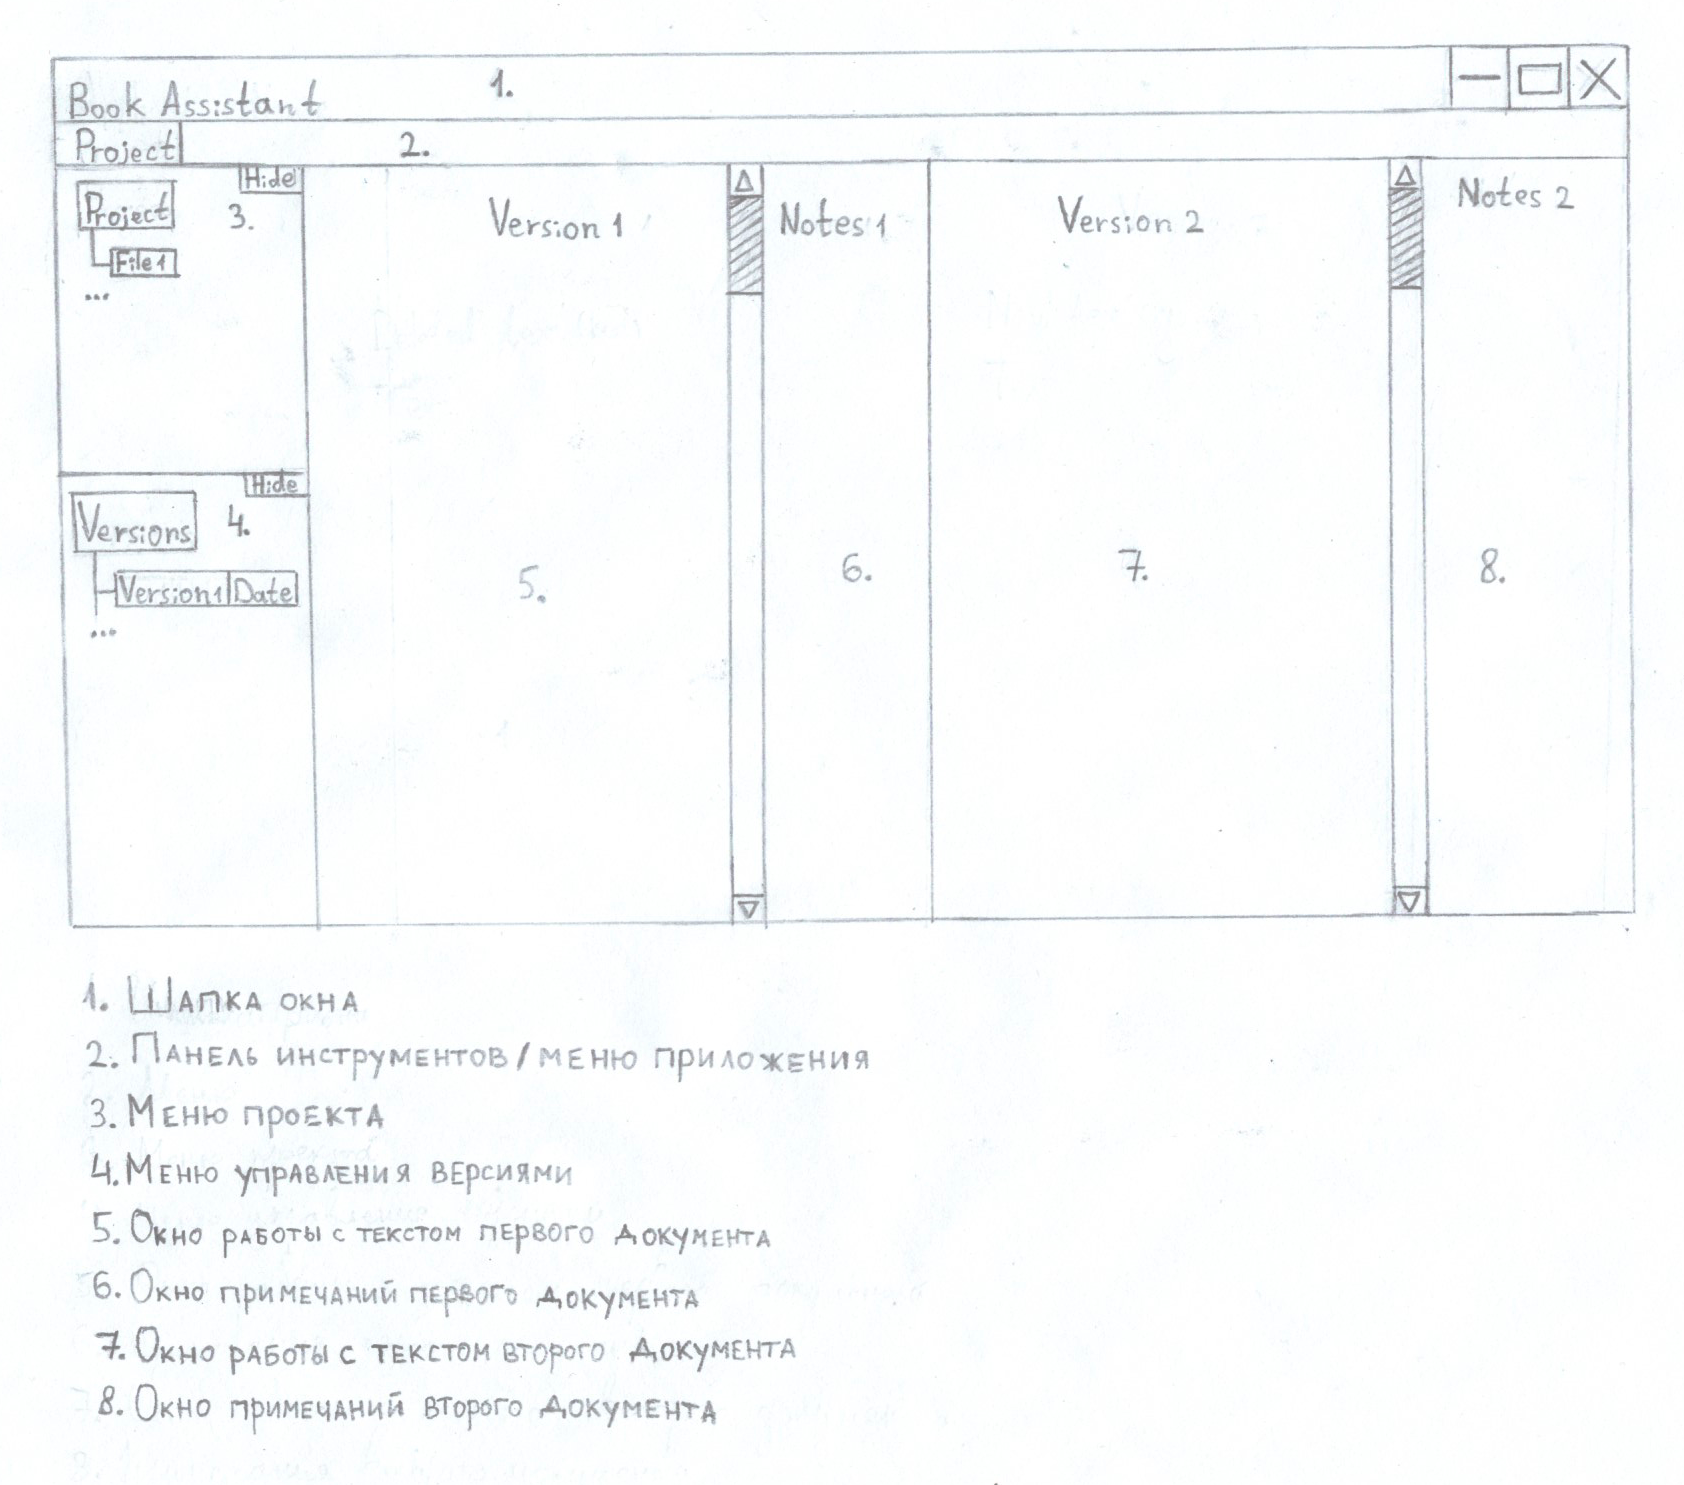 Book Assistant 1.
Project 2.
Hide
Project 3.
File1
...
Version 1
Notes 1
Version 2
Notes 2
Hide
Versions 4.
Version1 Date
...
5.
6.
7.
8.
1. Шапка окна
2. Панель инструментов/меню приложения
3. Меню проекта
4. Меню управления версиями
5. Окно работы с текстом первого документа
6. Окно примечаний первого документа
7. Окно работы с текстом второго документа
8. Окно примечаний второго документа